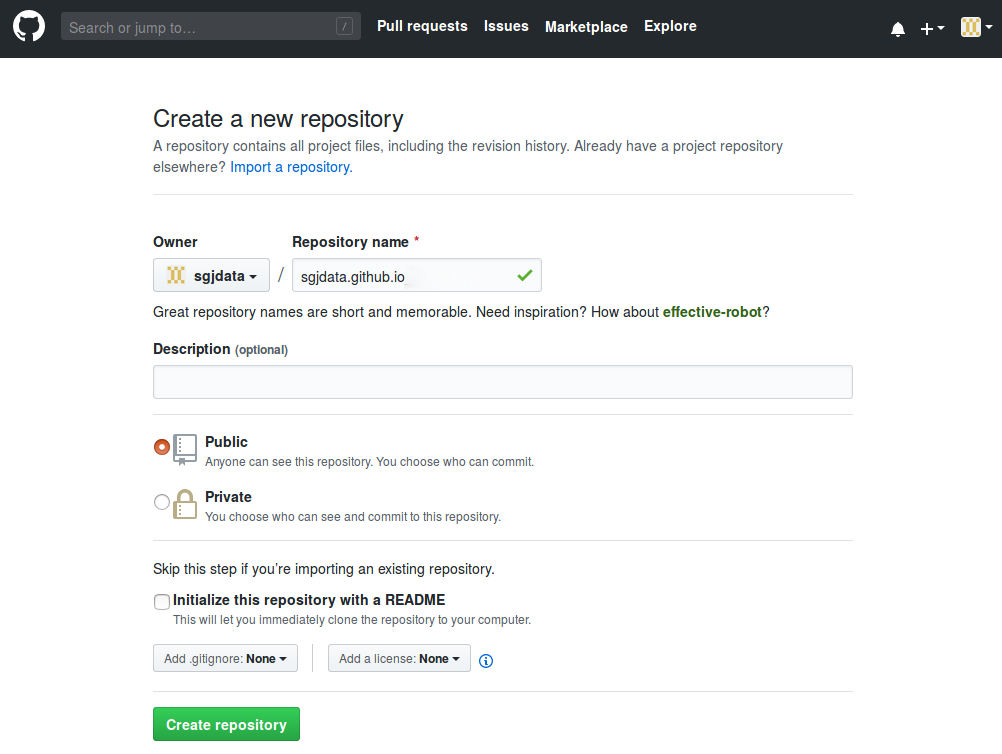 Search or jump to… /
Pull requests Issues Marketplace Explore
Create a new repository
A repository contains all project files, including the revision history. Already have a project repository
elsewhere? Import a repository.
Owner Repository name *
sgjdata / sgjdata.github.io
Great repository names are short and memorable. Need inspiration? How about effective-robot?
Description (optional)
Public
Anyone can see this repository. You choose who can commit.
Private
You choose who can see and commit to this repository.
Skip this step if you’re importing an existing repository.
Initialize this repository with a README
This will let you immediately clone the repository to your computer.
Add .gitignore: None Add a license: None
Create repository